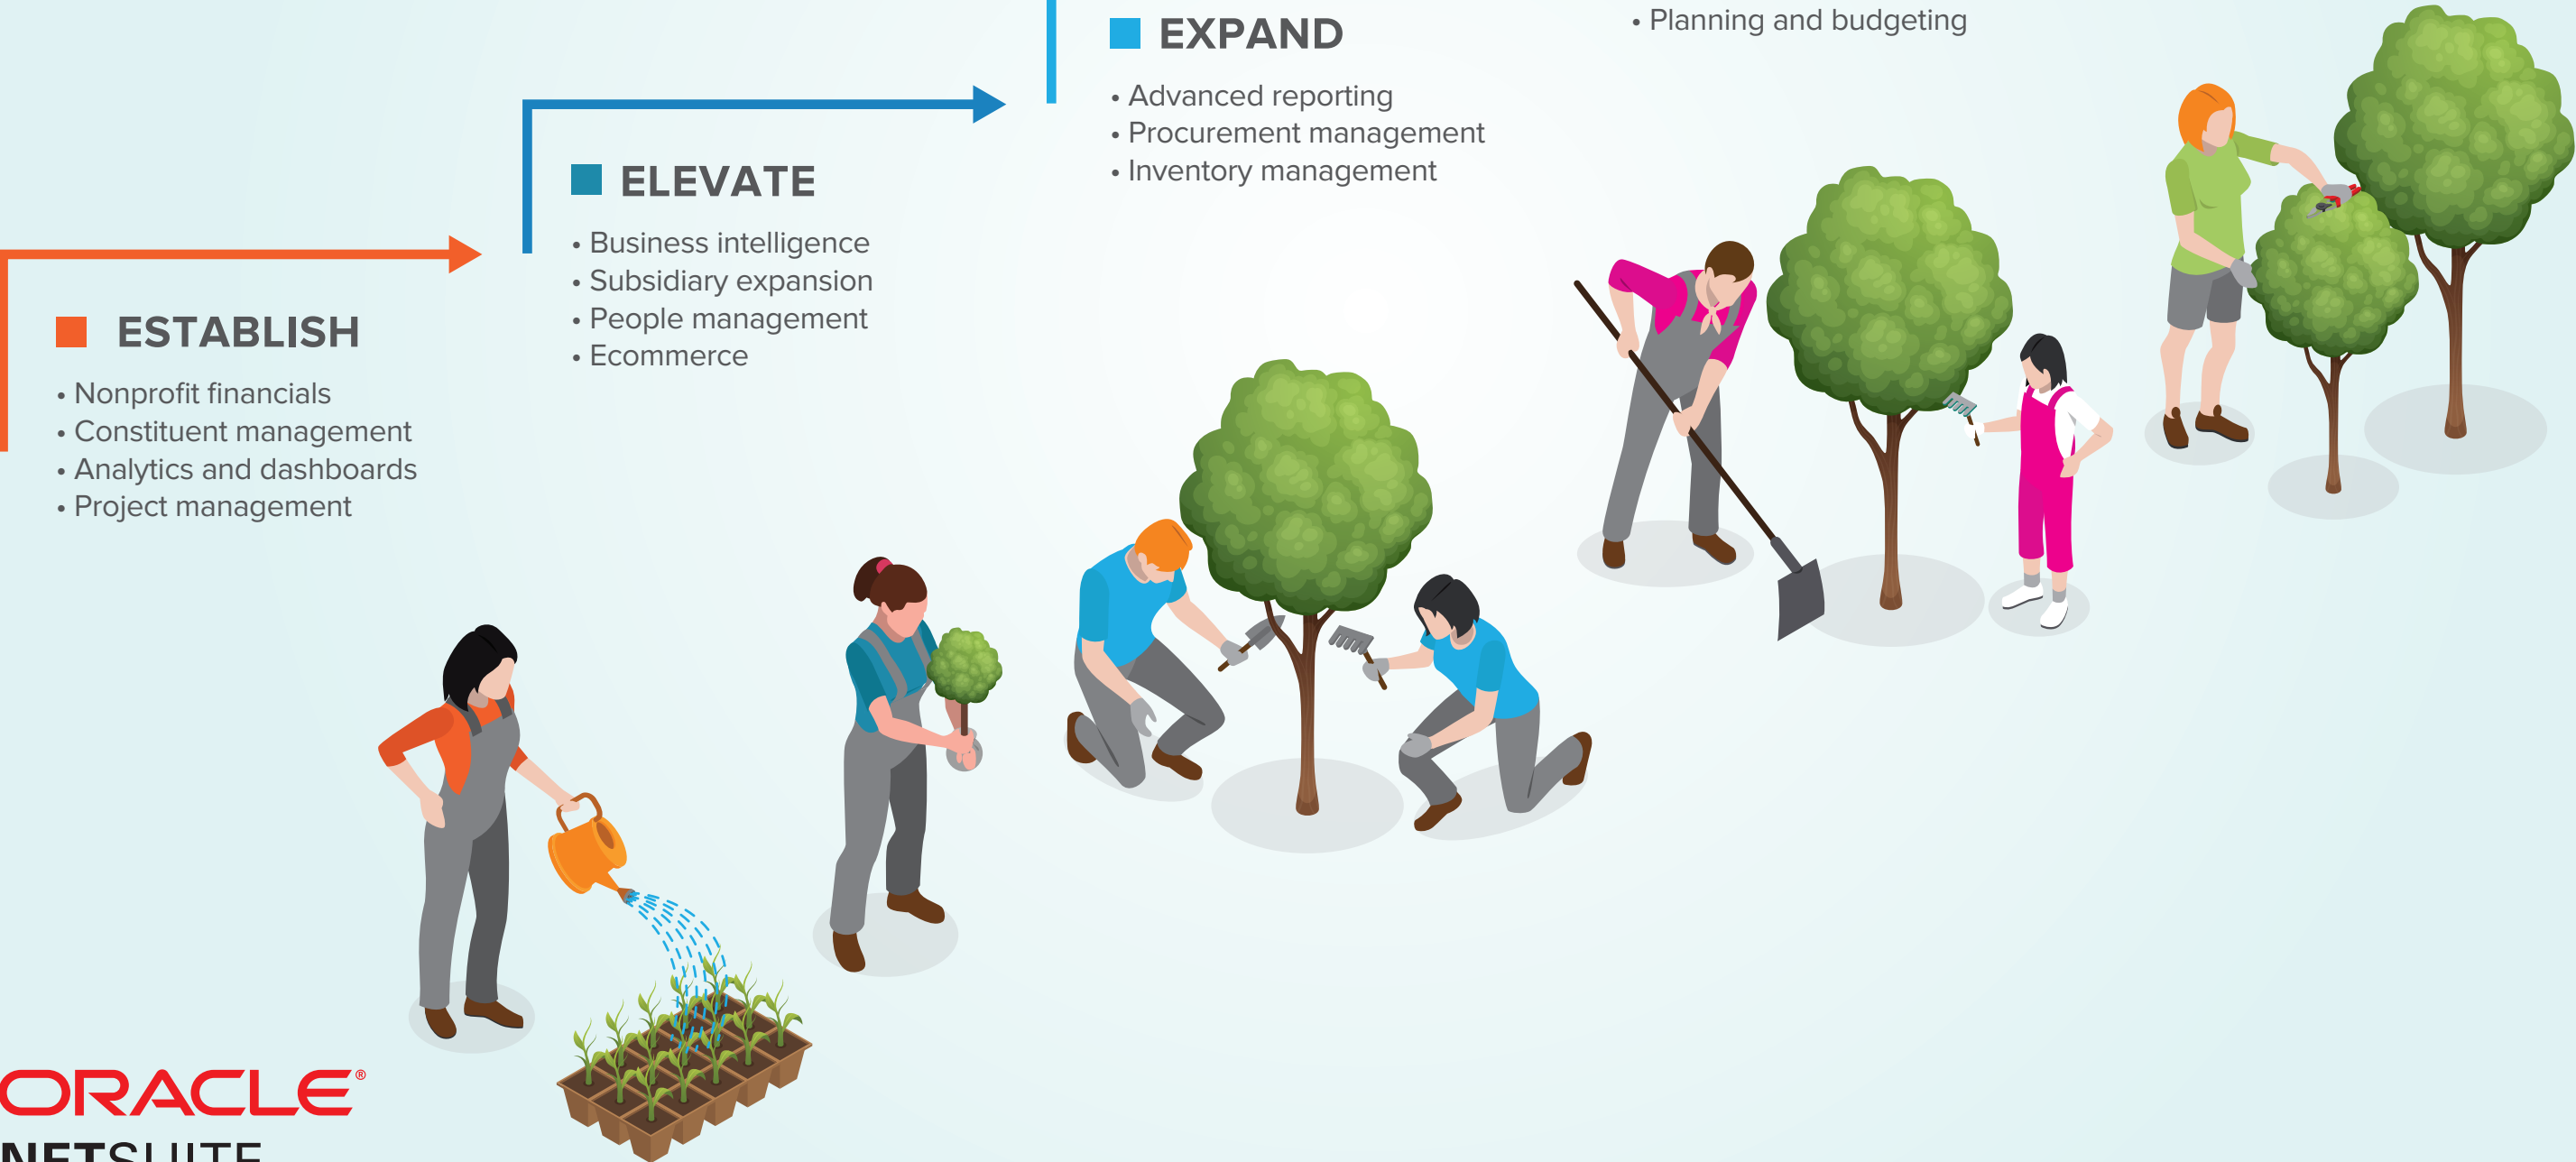 EXPAND
• Advanced reporting
• Procurement management
• Inventory management
• Planning and budgeting
ELEVATE
• Business intelligence
• Subsidiary expansion
• People management
• Ecommerce
ESTABLISH
• Nonprofit financials
• Constituent management
• Analytics and dashboards
• Project management
ORACLE®
NETSUITE